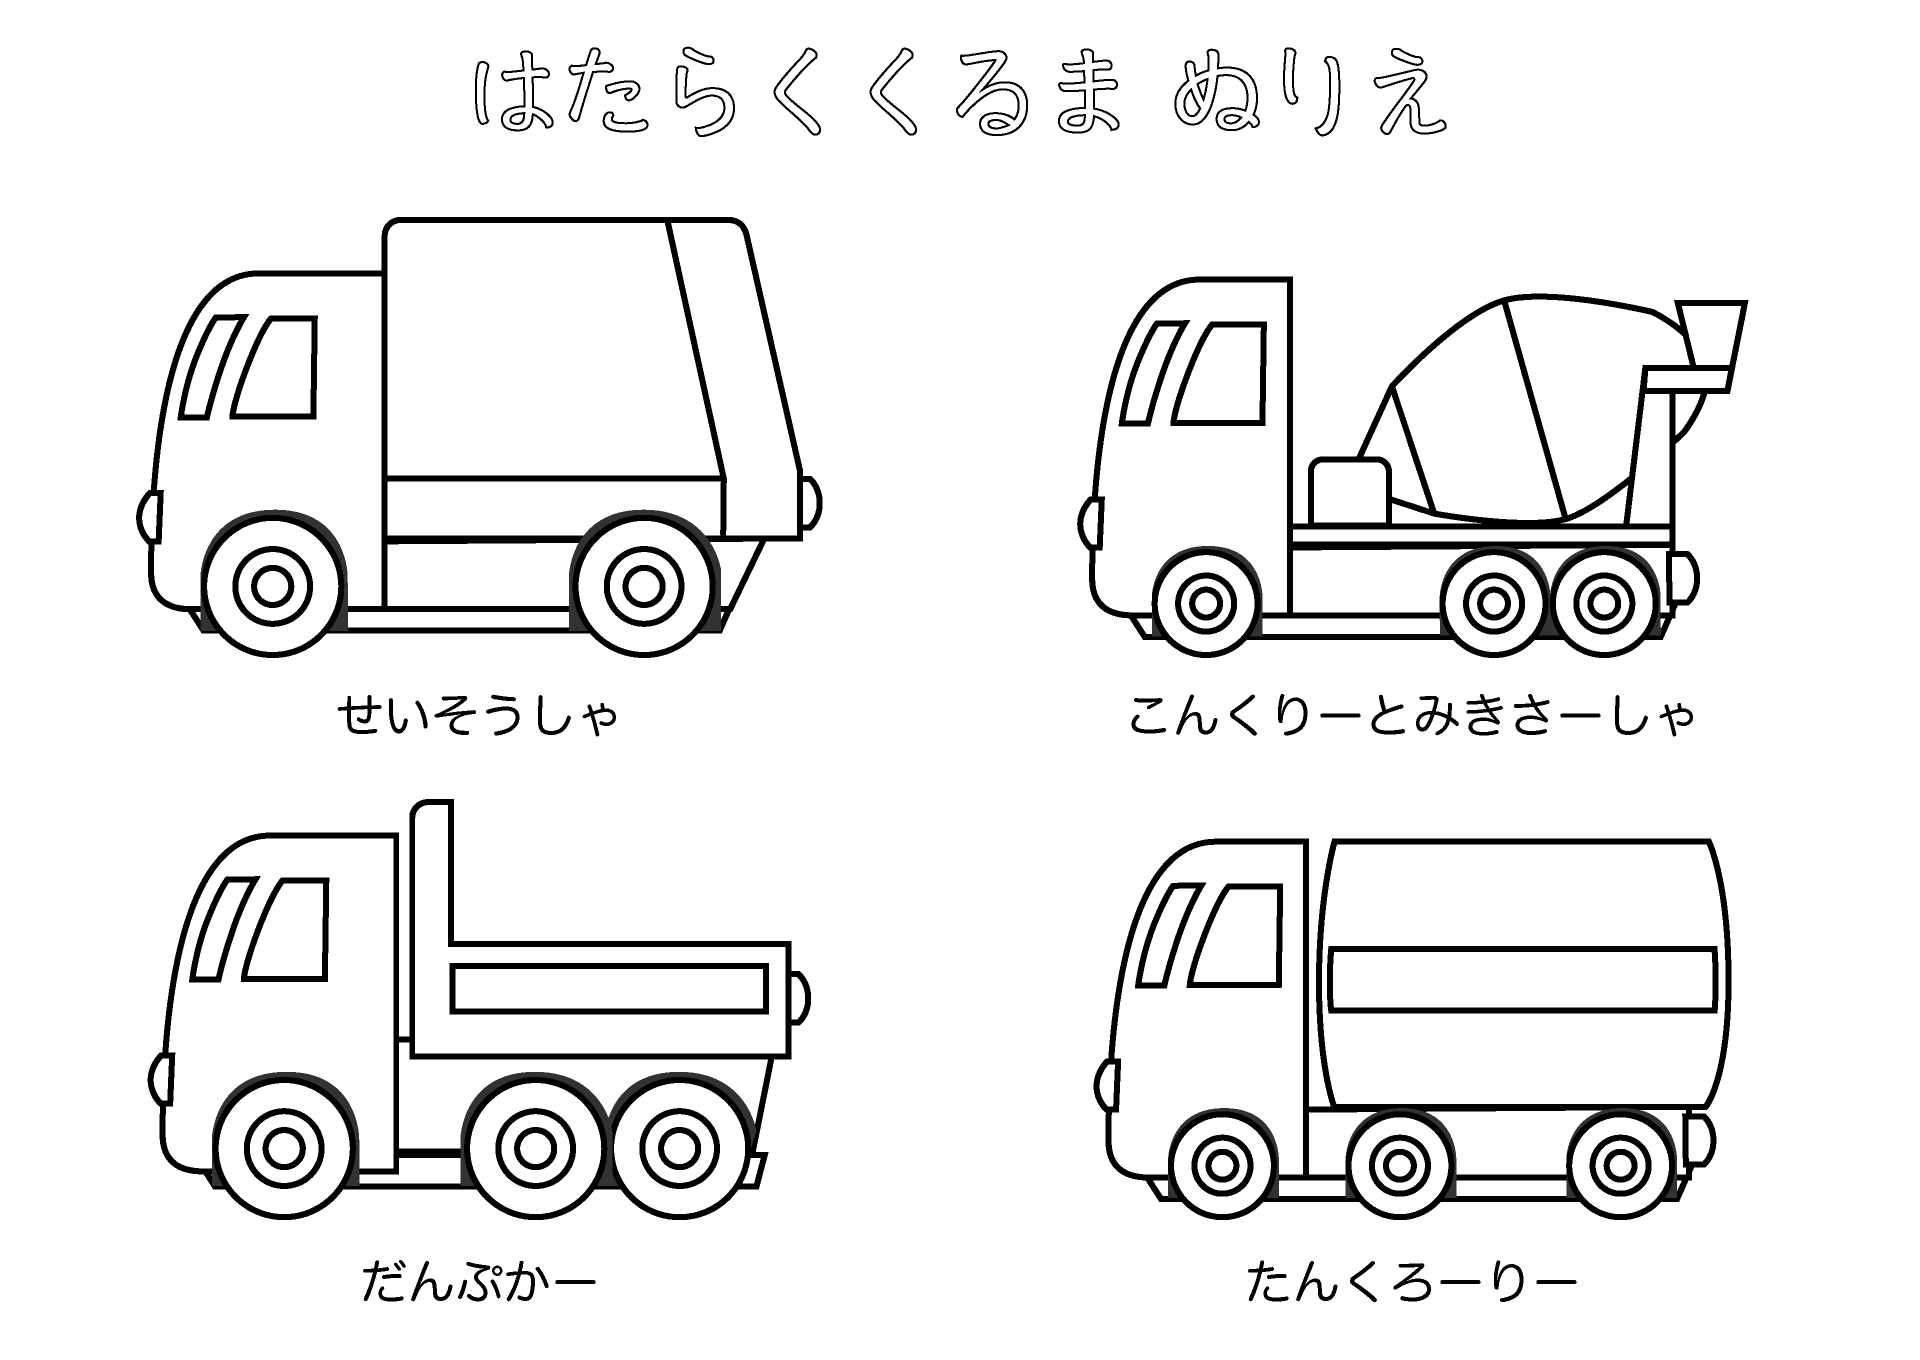 はたらくくるま ぬりえ
せいそうしゃ
こんくりーとみきさーしゃ
だんぷかー
たんくろーりー